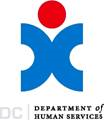 DC | DEPARTMENT of
HUMAN SERVICES